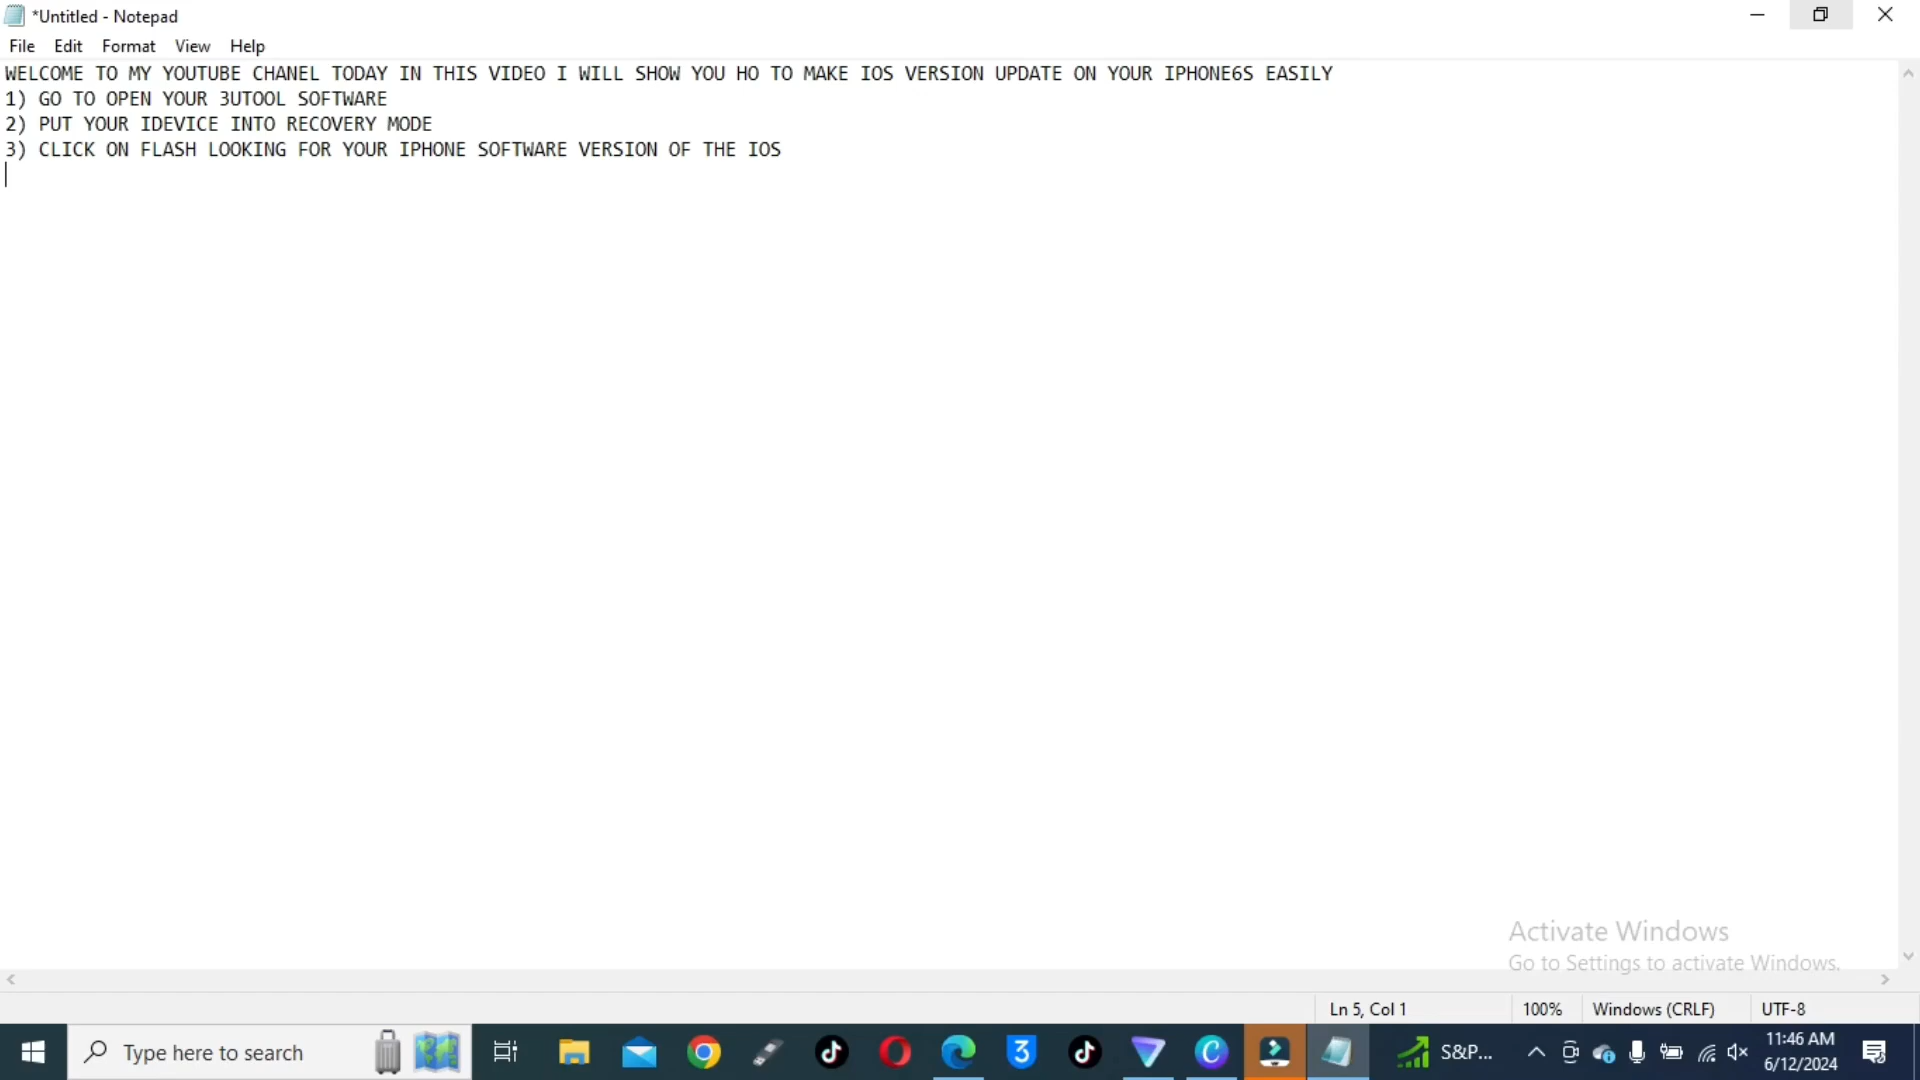 *Untitled - Notepad
File Edit Format View Help
WELCOME TO MY YOUTUBE CHANEL TODAY IN THIS VIDEO I WILL SHOW YOU HO TO MAKE IOS VERSION UPDATE ON YOUR IPHONE6S EASILY
1) GO TO OPEN YOUR 3UTOOL SOFTWARE
2) PUT YOUR IDEVICE INTO RECOVERY MODE
3) CLICK ON FLASH LOOKING FOR YOUR IPHONE SOFTWARE VERSION OF THE IOS
Activate Windows
Go to Settings to activate Windows.
Ln 5, Col 1 100% Windows (CRLF) UTF-8
Type here to search 3 S&P... 11:46 AM
6/12/2024